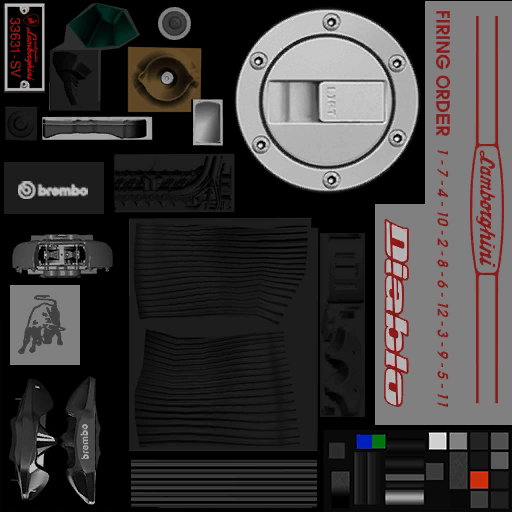 Lamborghini
33631-SV
LIFT
brembo
brembo
Diablo
FIRING ORDER 1-7-4-10-2-8-6-12-3-9-5-11
Lamborghini